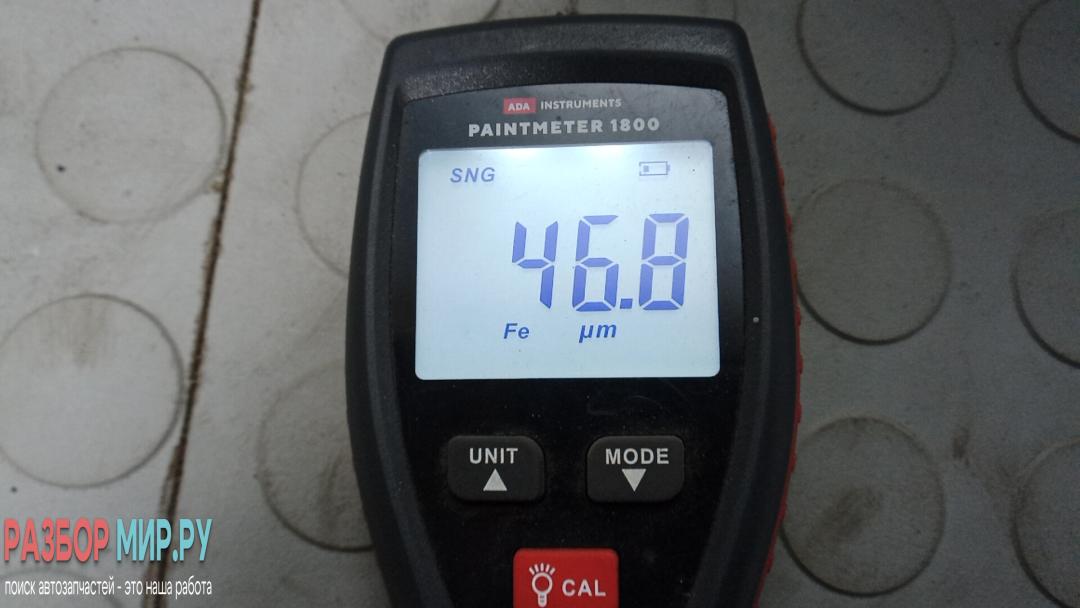 ADA INSTRUMENTS
PAINTMETER 1800
SNG
46.8
Fe µm
UNIT MODE
CAL
РАЗБОР МИР.РУ
поиск автозапчастей - это наша работа